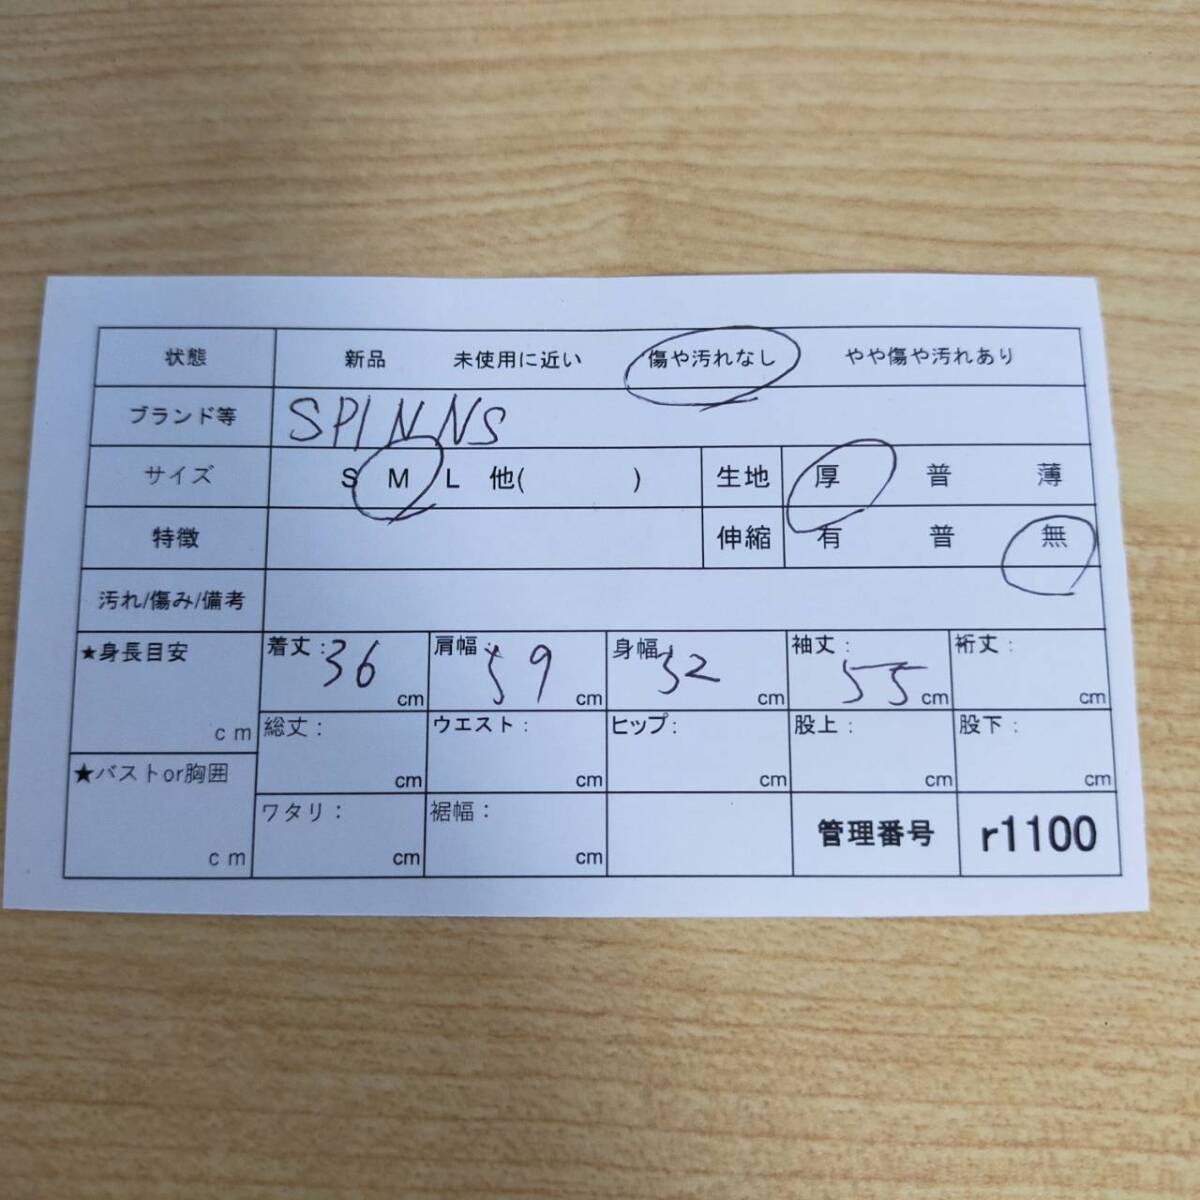 状態 新品 未使用に近い 傷や汚れなし やや傷や汚れあり
ブランド等 SPINNS
サイズ S M L 他( ) 生地 厚 普 薄
特徴 伸縮 有 普 無
汚れ/傷み/備考
★身長目安 cm
着丈: 36 cm 肩幅: 59 cm 身幅: 52 cm 袖丈: 55 cm 裄丈: cm
総丈: cm ウエスト: cm ヒップ: cm 股上: cm 股下: cm
★バストor胸囲 cm
ワタリ: cm 裾幅: cm 管理番号 r1100